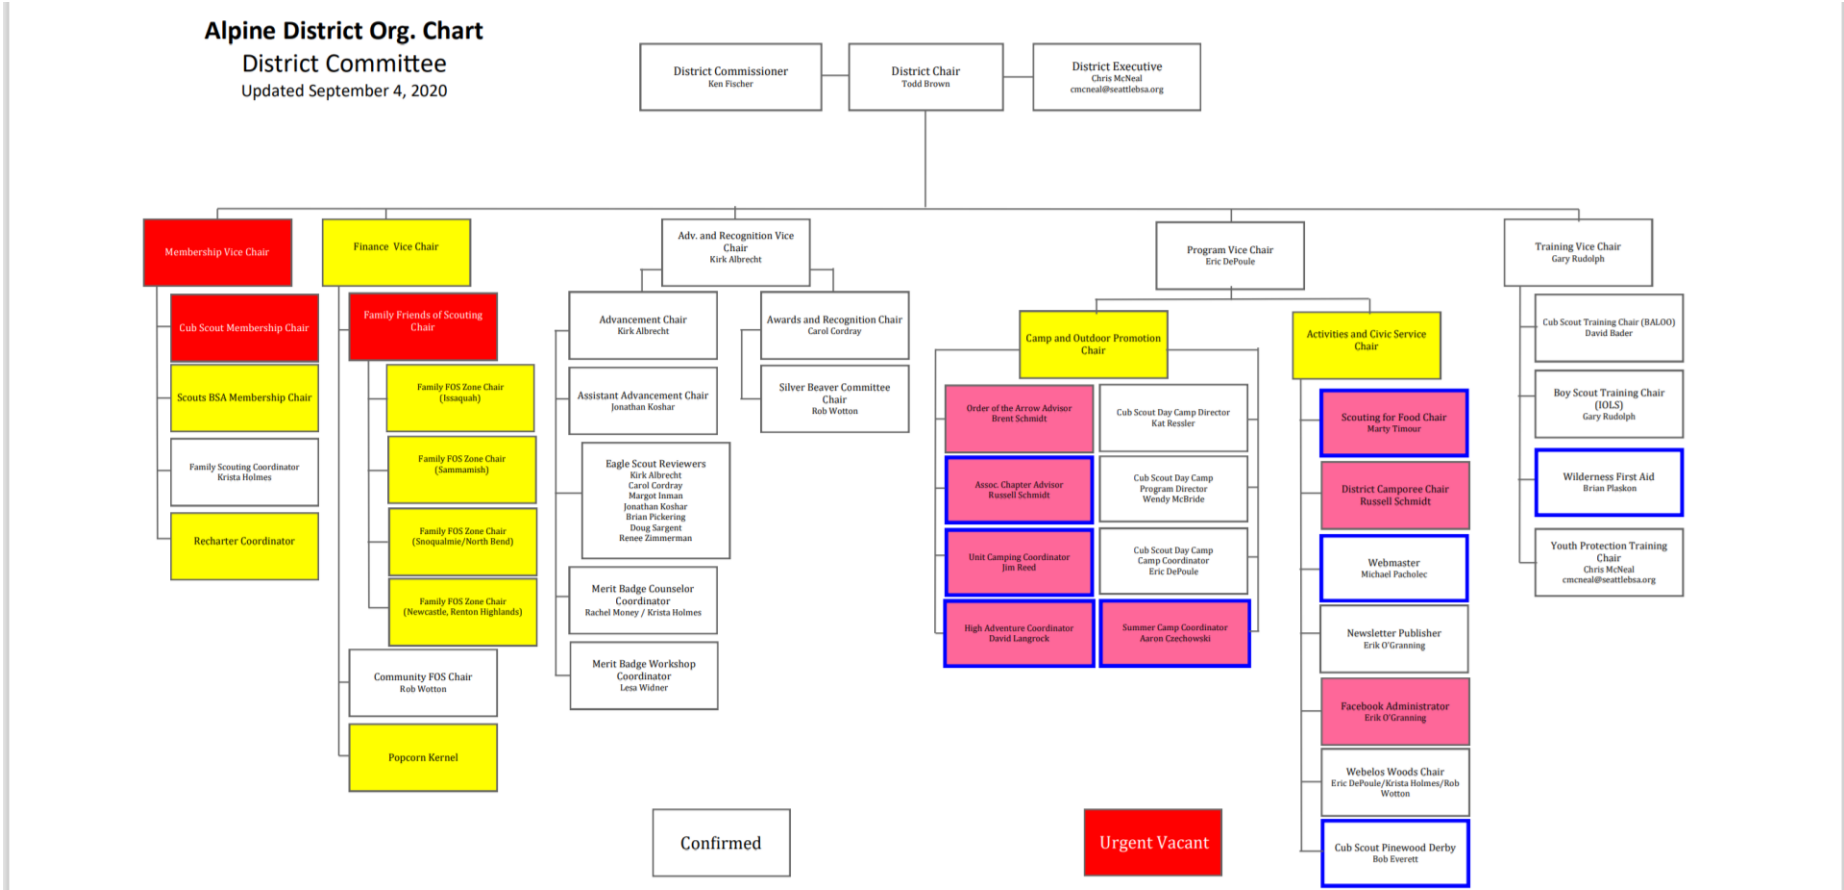 Alpine District Org. Chart
District Committee
Updated September 4, 2020
District Commissioner
Ken Fischer
District Chair
Todd Brown
District Executive
Chris McNeal
cmcneal@seattlebsa.org
Membership Vice Chair
Cub Scout Membership Chair
Scouts BSA Membership Chair
Family Scouting Coordinator
Krista Holmes
Recharter Coordinator
Finance Vice Chair
Family Friends of Scouting
Chair
Family FOS Zone Chair
(Issaquah)
Family FOS Zone Chair
(Sammamish)
Family FOS Zone Chair
(Snoqualmie/North Bend)
Family FOS Zone Chair
(Newcastle, Renton Highlands)
Community FOS Chair
Rob Wotton
Popcorn Kernel
Adv. and Recognition Vice
Chair
Kirk Albrecht
Advancement Chair
Kirk Albrecht
Assistant Advancement Chair
Jonathan Koshar
Eagle Scout Reviewers
Kirk Albrecht
Carol Cordray
Margot Inman
Jonathan Koshar
Brian Pickering
Doug Sargent
Renee Zimmerman
Merit Badge Counselor
Coordinator
Rachel Money / Krista Holmes
Merit Badge Workshop
Coordinator
Lesa Widner
Awards and Recognition Chair
Carol Cordray
Silver Beaver Committee
Chair
Rob Wotton
Program Vice Chair
Eric DePoule
Camp and Outdoor Promotion
Chair
Order of the Arrow Advisor
Brent Schmidt
Assoc. Chapter Advisor
Russell Schmidt
Unit Camping Coordinator
Jim Reed
High Adventure Coordinator
David Langrock
Cub Scout Day Camp Director
Kat Ressler
Cub Scout Day Camp
Program Director
Wendy McBride
Cub Scout Day Camp
Camp Coordinator
Eric DePoule
Summer Camp Coordinator
Aaron Czechowski
Activities and Civic Service
Chair
Scouting for Food Chair
Marty Timour
District Camporee Chair
Russell Schmidt
Webmaster
Michael Pacholec
Newsletter Publisher
Erik O'Granning
Facebook Administrator
Erik O'Granning
Webelos Woods Chair
Eric DePoule/Krista Holmes/Rob
Wotton
Cub Scout Pinewood Derby
Bob Everett
Training Vice Chair
Gary Rudolph
Cub Scout Training Chair (BALOO)
David Bader
Boy Scout Training Chair
(IOLS)
Gary Rudolph
Wilderness First Aid
Brian Plaskon
Youth Protection Training
Chair
Chris McNeal
cmcneal@seattlebsa.org
Confirmed
Urgent Vacant